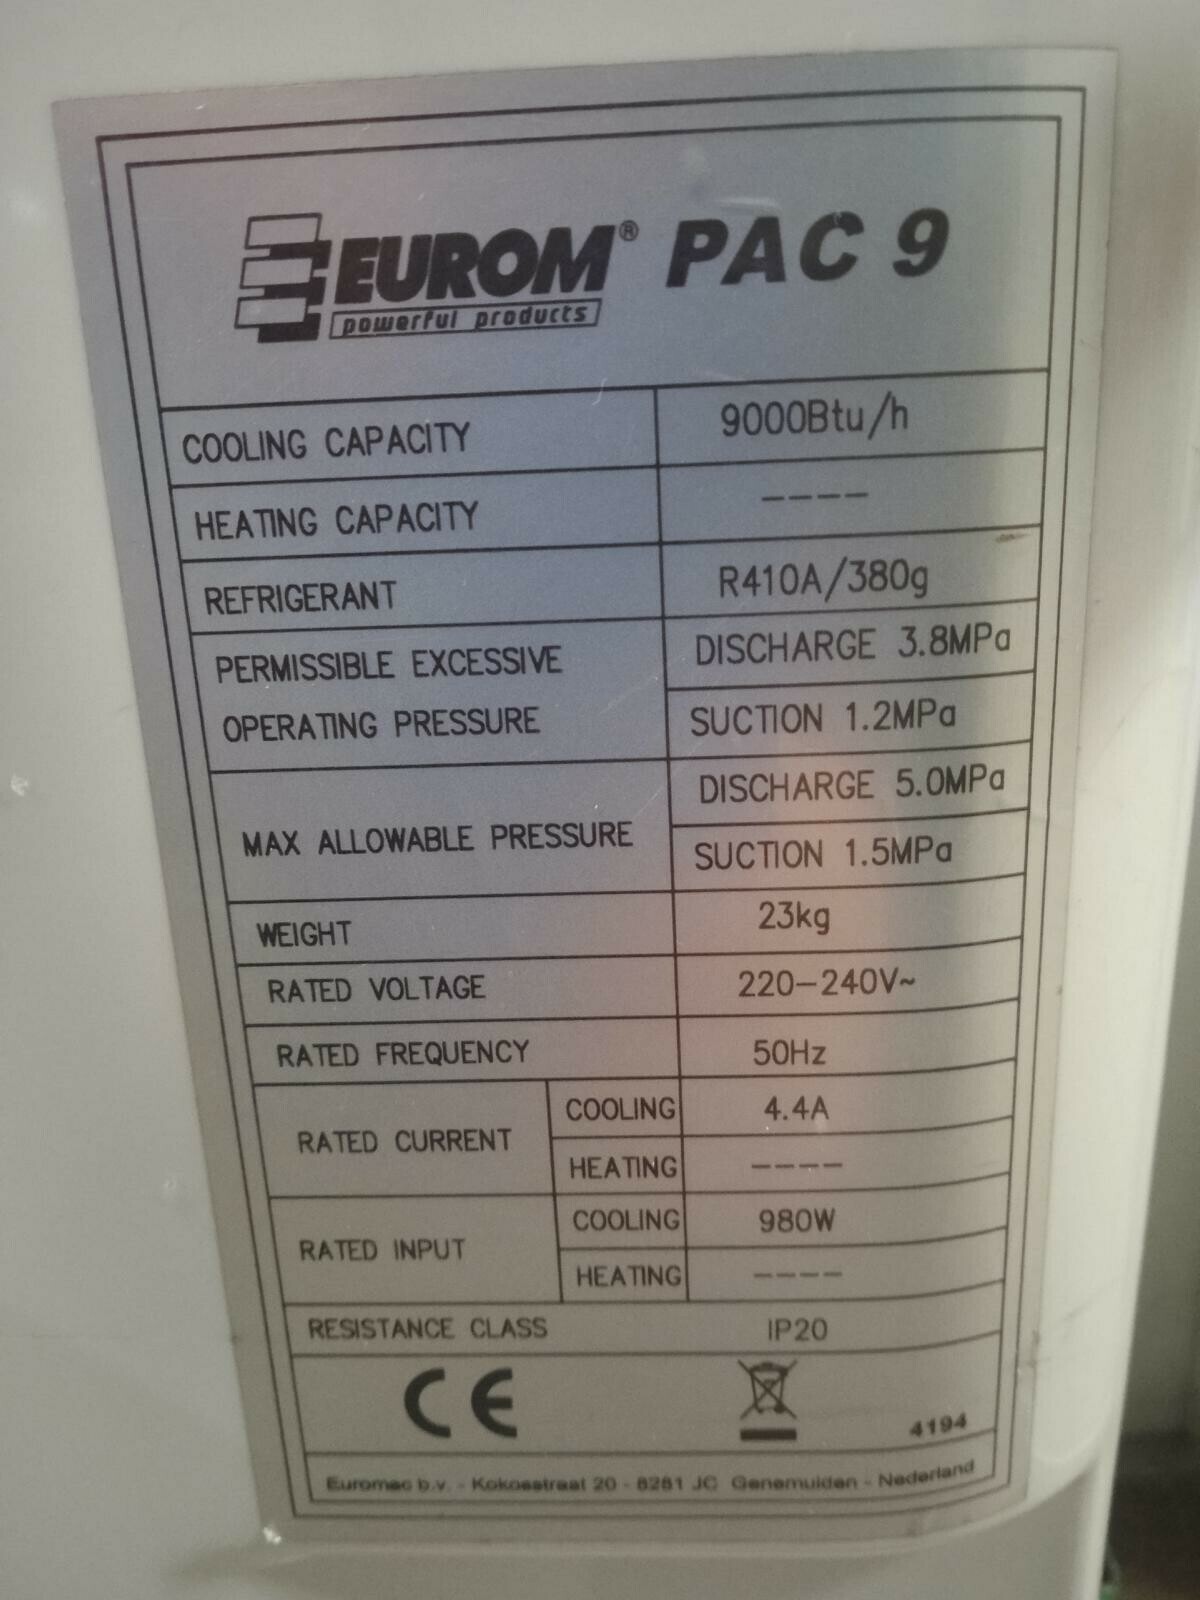 EUROM® PAC 9
powerful products
COOLING CAPACITY 9000Btu/h
HEATING CAPACITY ----
REFRIGERANT R410A/380g
PERMISSIBLE EXCESSIVE OPERATING PRESSURE DISCHARGE 3.8MPa
SUCTION 1.2MPa
MAX ALLOWABLE PRESSURE DISCHARGE 5.0MPa
SUCTION 1.5MPa
WEIGHT 23kg
RATED VOLTAGE 220-240V~
RATED FREQUENCY 50Hz
RATED CURRENT COOLING 4.4A
HEATING ----
RATED INPUT COOLING 980W
HEATING ----
RESISTANCE CLASS IP20
CE
4194
Euromac b.v. - Kokosstraat 20 - 8281 JC Genemuiden - Nederland